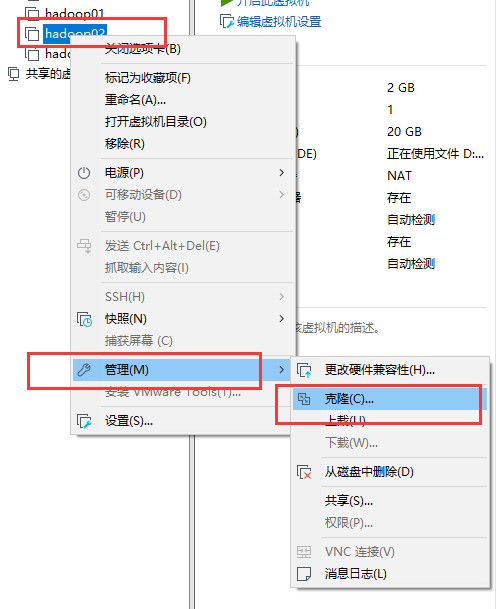 hadoop01
hadoop02
共享的虚
开启此虚拟机
编辑虚拟机设置
2 GB
1
20 GB
DE)
正在使用文件 D:...
NAT
存在
自动检测
存在
自动检测
该虚拟机的描述。
关闭选项卡(B)
标记为收藏项(F)
重命名(A)...
打开虚拟机目录(O)
移除(R)
电源(P)
可移动设备(D)
暂停(U)
发送 Ctrl+Alt+Del(E)
抓取输入内容(I)
SSH(H)
快照(N)
捕获屏幕 (C)
管理(M)
安装 VMware Tools(T)...
设置(S)...
更改硬件兼容性(H)...
克隆(C)...
上载(U)
下载(W)...
从磁盘中删除(D)
共享(S)...
权限(P)...
VNC 连接(V)
消息日志(L)